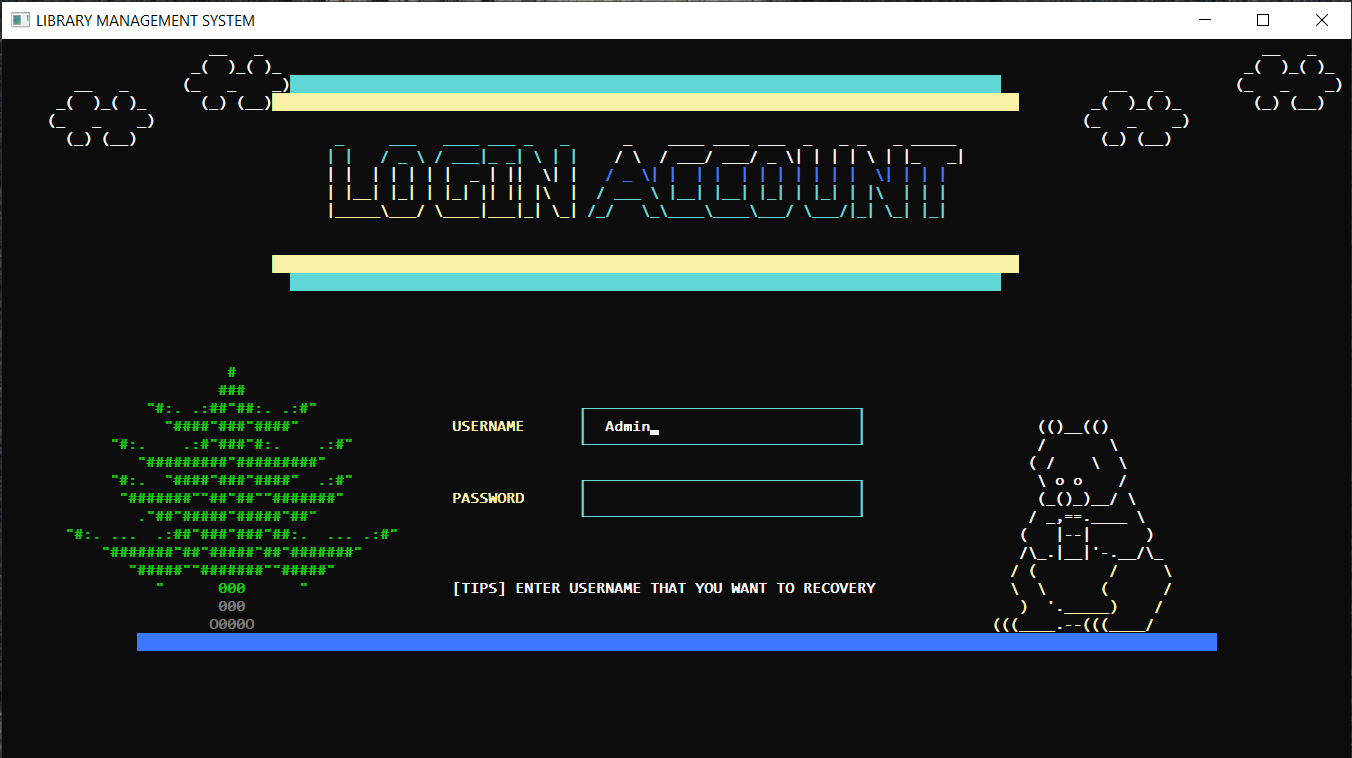 LIBRARY MANAGEMENT SYSTEM
LOGIN ACCOUNT
USERNAME
Admin
PASSWORD
[TIPS] ENTER USERNAME THAT YOU WANT TO RECOVERY